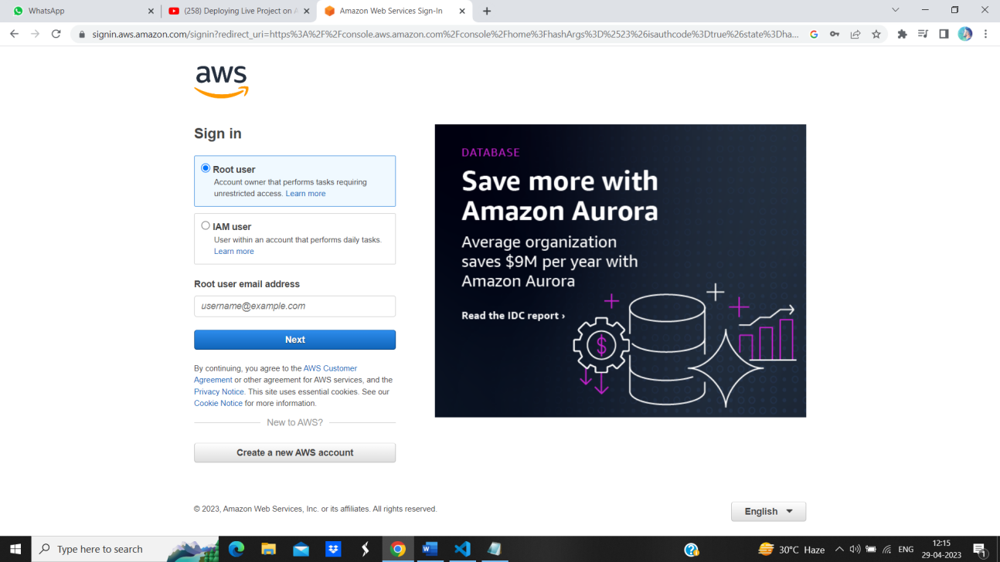 WhatsApp
(258) Deploying Live Project on A
Amazon Web Services Sign-In
signin.aws.amazon.com/signin?redirect_uri=https%3A%2F%2Fconsole.aws.amazon.com%2Fconsole%2Fhome%3FhashArgs%3D%2523%26isauthcode%3Dtrue%26state%3Dha...
aws
Sign in
Root user
Account owner that performs tasks requiring
unrestricted access. Learn more
IAM user
User within an account that performs daily tasks.
Learn more
Root user email address
username@example.com
Next
By continuing, you agree to the AWS Customer
Agreement or other agreement for AWS services, and the
Privacy Notice. This site uses essential cookies. See our
Cookie Notice for more information.
New to AWS?
Create a new AWS account
DATABASE
Save more with
Amazon Aurora
Average organization
saves $9M per year with
Amazon Aurora
Read the IDC report ›
$
© 2023, Amazon Web Services, Inc. or its affiliates. All rights reserved.
English
Type here to search
30°C Haze
ENG
12:15
29-04-2023
1